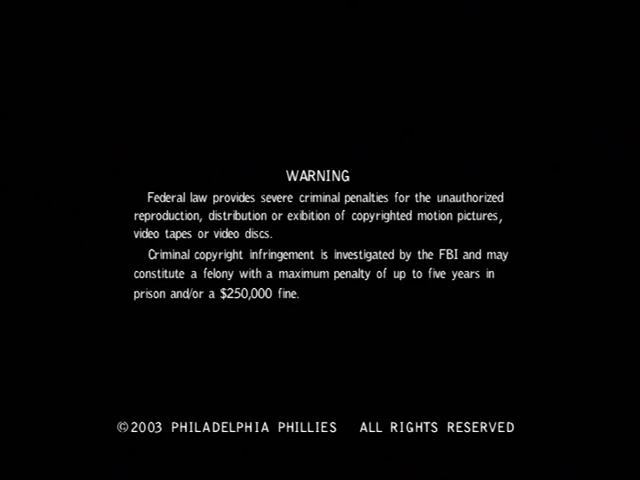 WARNING
Federal law provides severe criminal penalties for the unauthorized
reproduction, distribution or exibition of copyrighted motion pictures,
video tapes or video discs.
Criminal copyright infringement is investigated by the FBI and may
constitute a felony with a maximum penalty of up to five years in
prison and/or a $250,000 fine.
©2003 PHILADELPHIA PHILLIES ALL RIGHTS RESERVED